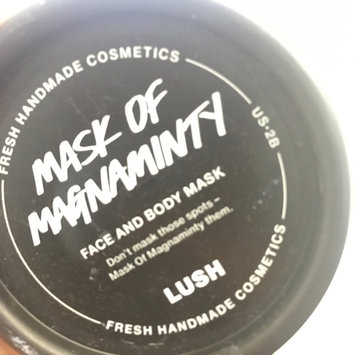 FRESH HANDMADE COSMETICS
US-2B
MASK OF
MAGNAMINTY
FACE AND BODY MASK
Don't mask those spots –
Mask Of Magnaminty them.
LUSH
FRESH HANDMADE COSMETICS